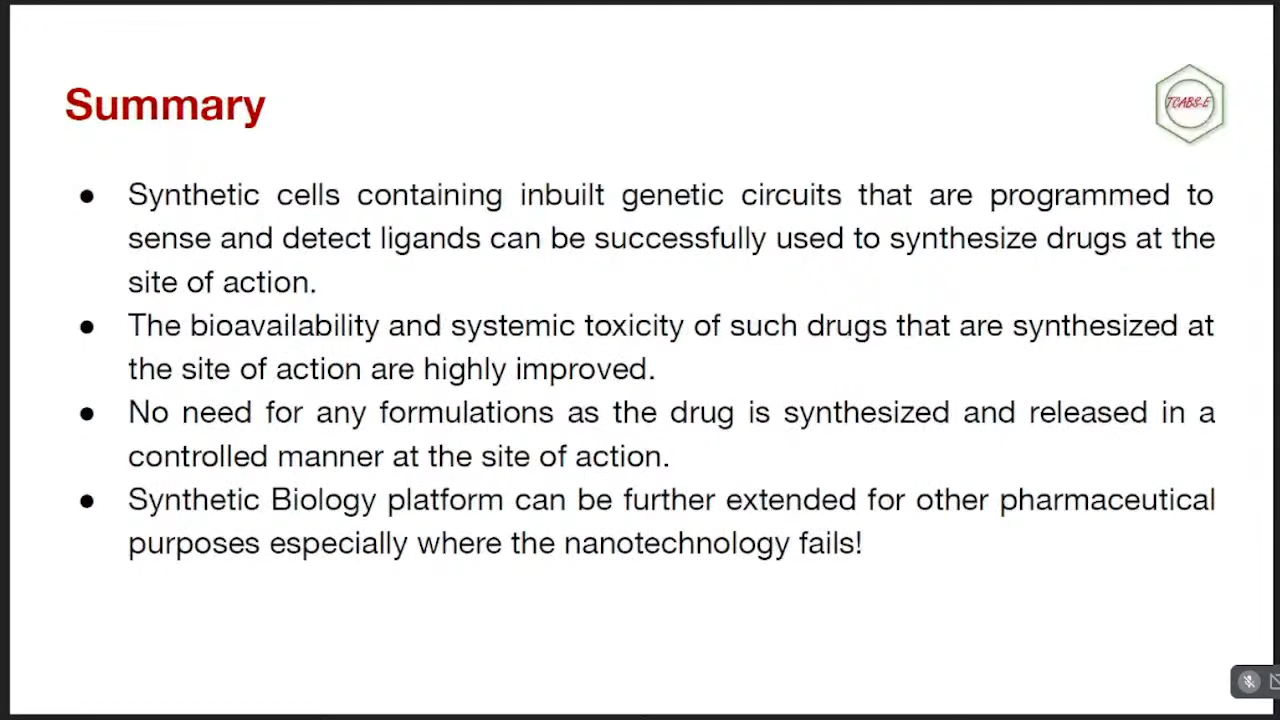 Summary
TCABS-E
● Synthetic cells containing inbuilt genetic circuits that are programmed to
sense and detect ligands can be successfully used to synthesize drugs at the
site of action.
● The bioavailability and systemic toxicity of such drugs that are synthesized at
the site of action are highly improved.
● No need for any formulations as the drug is synthesized and released in a
controlled manner at the site of action.
● Synthetic Biology platform can be further extended for other pharmaceutical
purposes especially where the nanotechnology fails!